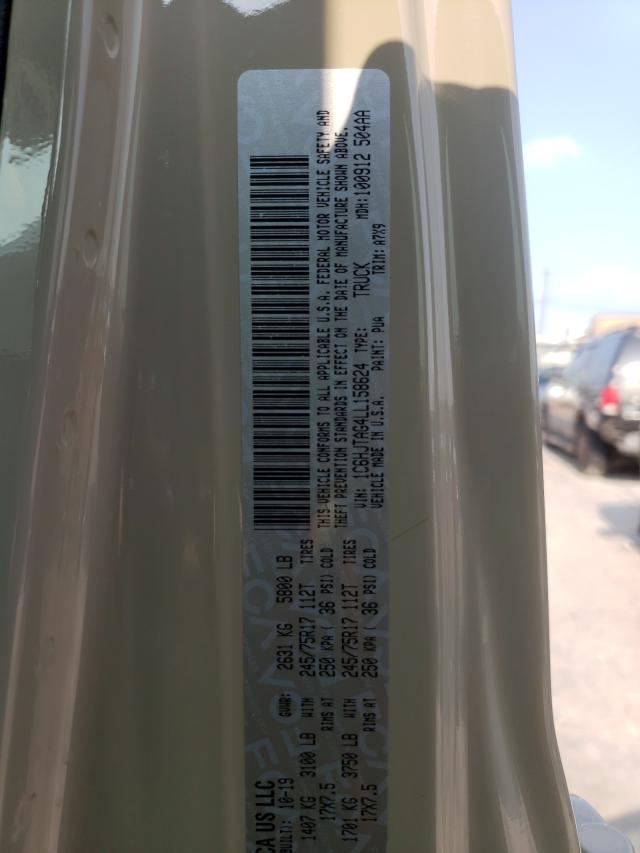 CA US LLC
BUILT): 10-19 GVWR: 2631 KG 5800 LB
1407 KG 3100 LB WITH 245/75R17 112T TIRES
17X7.5 RIMS AT 250 KPA ( 36 PSI) COLD
1701 KG 3750 LB WITH 245/75R17 112T TIRES
17X7.5 RIMS AT 250 KPA ( 36 PSI) COLD
THIS VEHICLE CONFORMS TO ALL APPLICABLE U.S.A. FEDERAL MOTOR VEHICLE SAFETY AND
THEFT PREVENTION STANDARDS IN EFFECT ON THE DATE OF MANUFACTURE SHOWN ABOVE.
VIN: 1C6HJTAG4LL158624 TYPE: TRUCK MDH:100912 504AA
VEHICLE MADE IN U.S.A. PAINT: PUA TRIM: A7X9